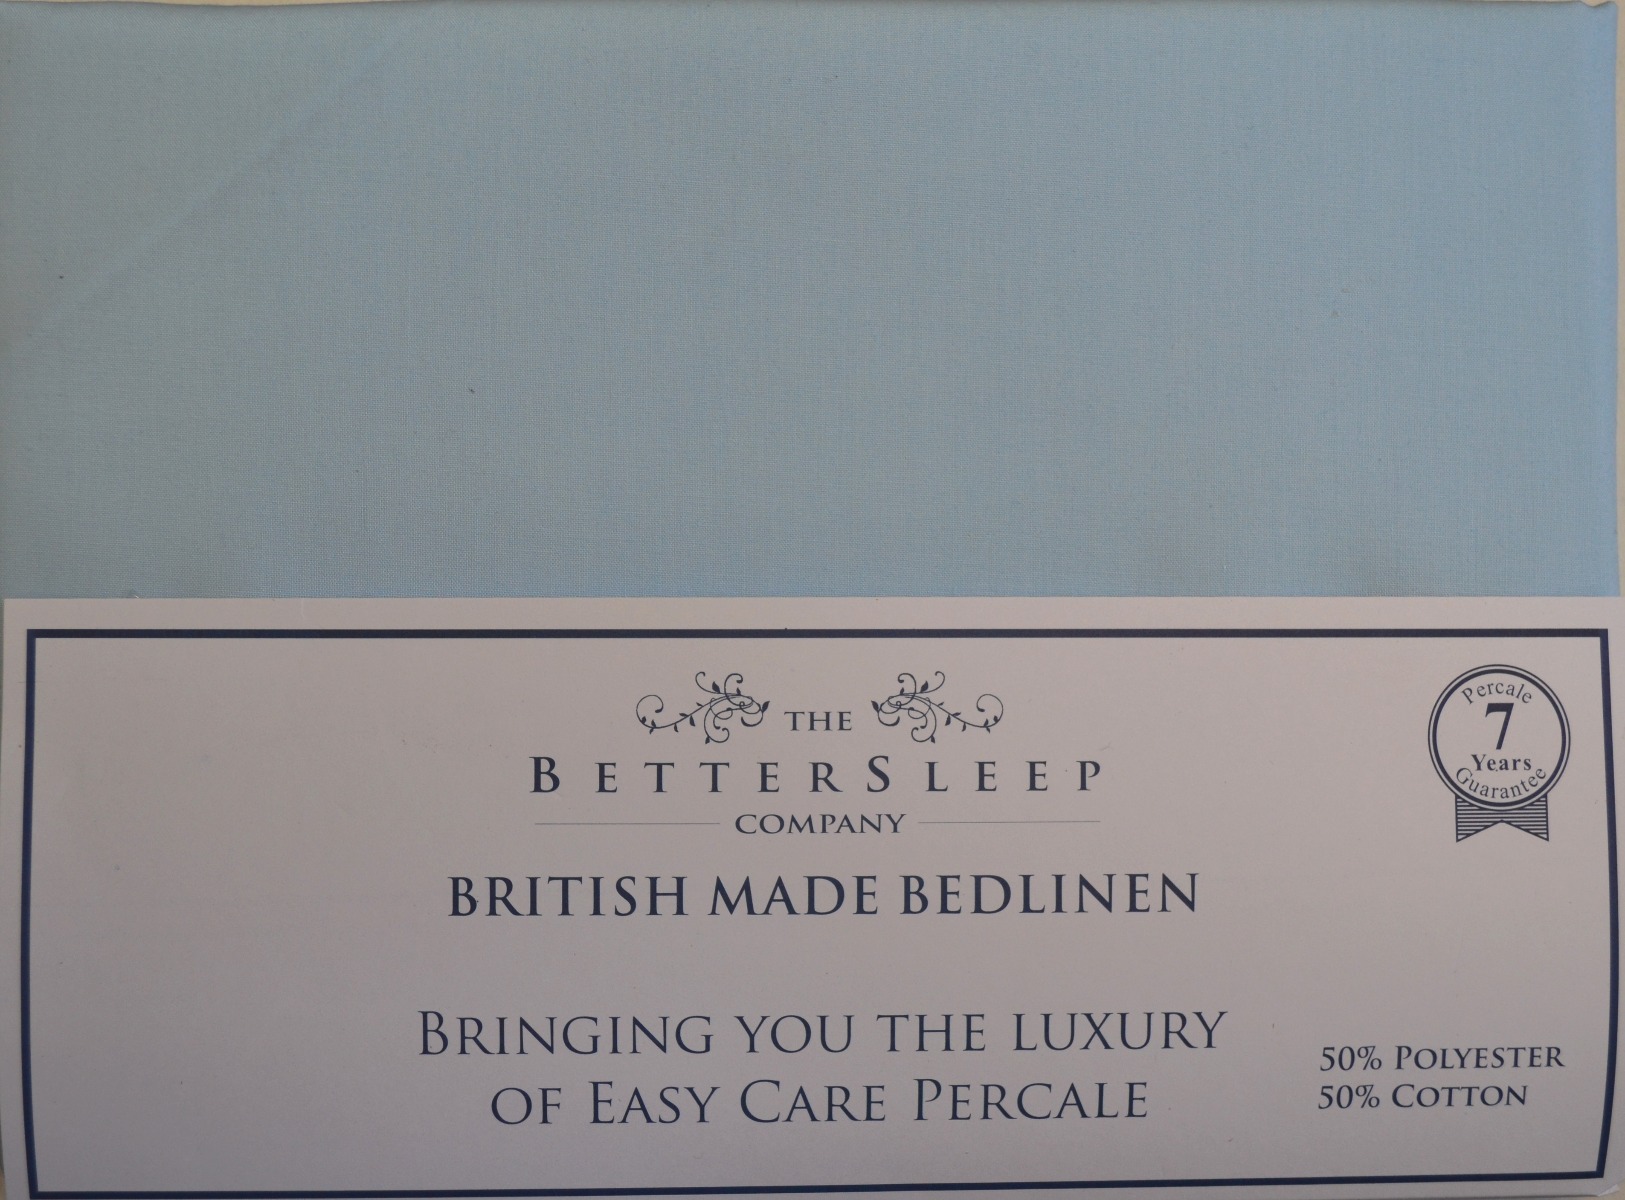 THE
BETTERSLEEP
COMPANY
BRITISH MADE BEDLINEN
BRINGING YOU THE LUXURY
OF EASY CARE PERCALE
Percale
7
Years
Guarantee
50% POLYESTER
50% COTTON